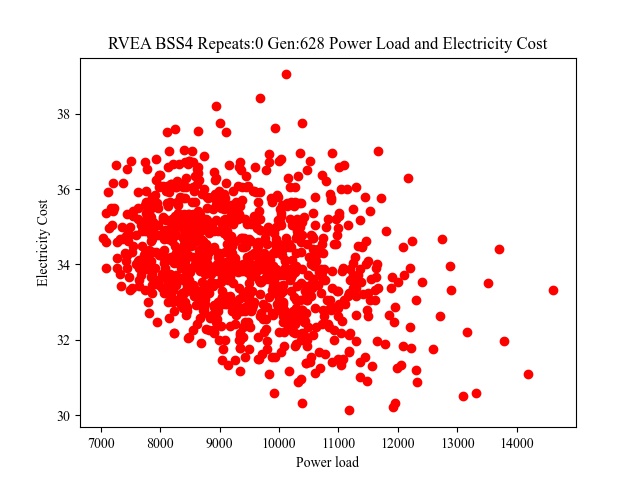 RVEA BSS4 Repeats:0 Gen:628 Power Load and Electricity Cost
Electricity Cost
38
36
34
32
30
7000 8000 9000 10000 11000 12000 13000 14000
Power load